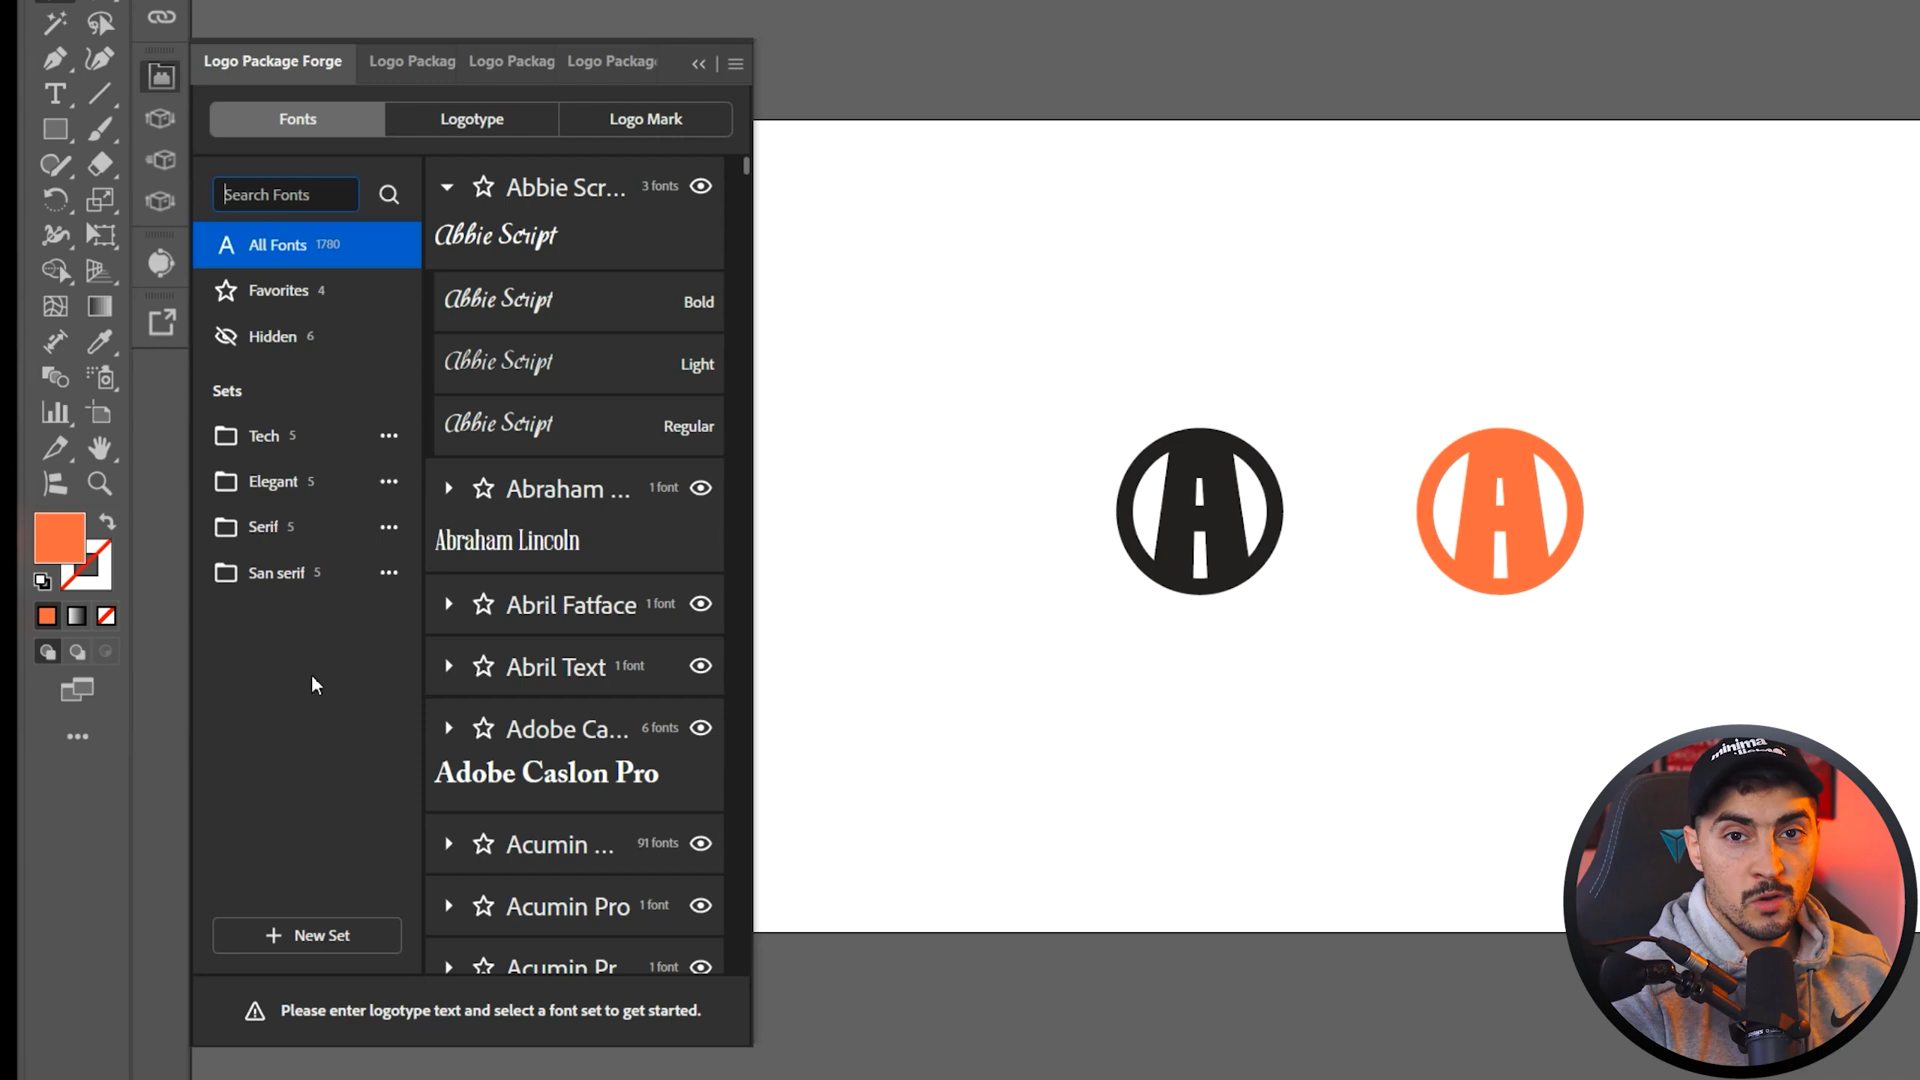 Logo Package Forge
Logo Packag
Logo Packag
Logo Package
Fonts
Logotype
Logo Mark
Search Fonts
All Fonts 1780
Favorites 4
Hidden 6
Sets
Tech 5
Elegant 5
Serif 5
San serif 5
New Set
Abbie Scr... 3 fonts
Abbie Script
Abbie Script Bold
Abbie Script Light
Abbie Script Regular
Abraham ... 1 font
Abraham Lincoln
Abril Fatface 1 font
Abril Text 1 font
Adobe Ca... 6 fonts
Adobe Caslon Pro
Acumin ... 91 fonts
Acumin Pro 1 font
Acumin Pr 1 font
Please enter logotype text and select a font set to get started.
A
A
minima